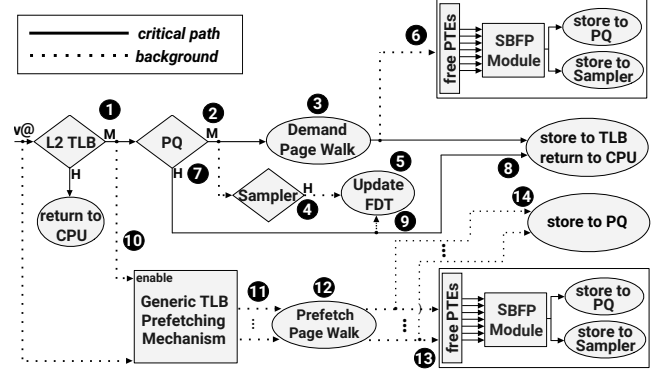 critical path
background
6
free PTEs
SBFP
Module
store to
PQ
store to
Sampler
v@
L2 TLB
1
M
H
return to
CPU
PQ
2
M
H
7
3
Demand
Page Walk
Sampler
H
4
5
Update
FDT
9
8
store to TLB
return to CPU
14
store to PQ
10
enable
Generic TLB
Prefetching
Mechanism
11
12
Prefetch
Page Walk
13
free PTEs
SBFP
Module
store to
PQ
store to
Sampler